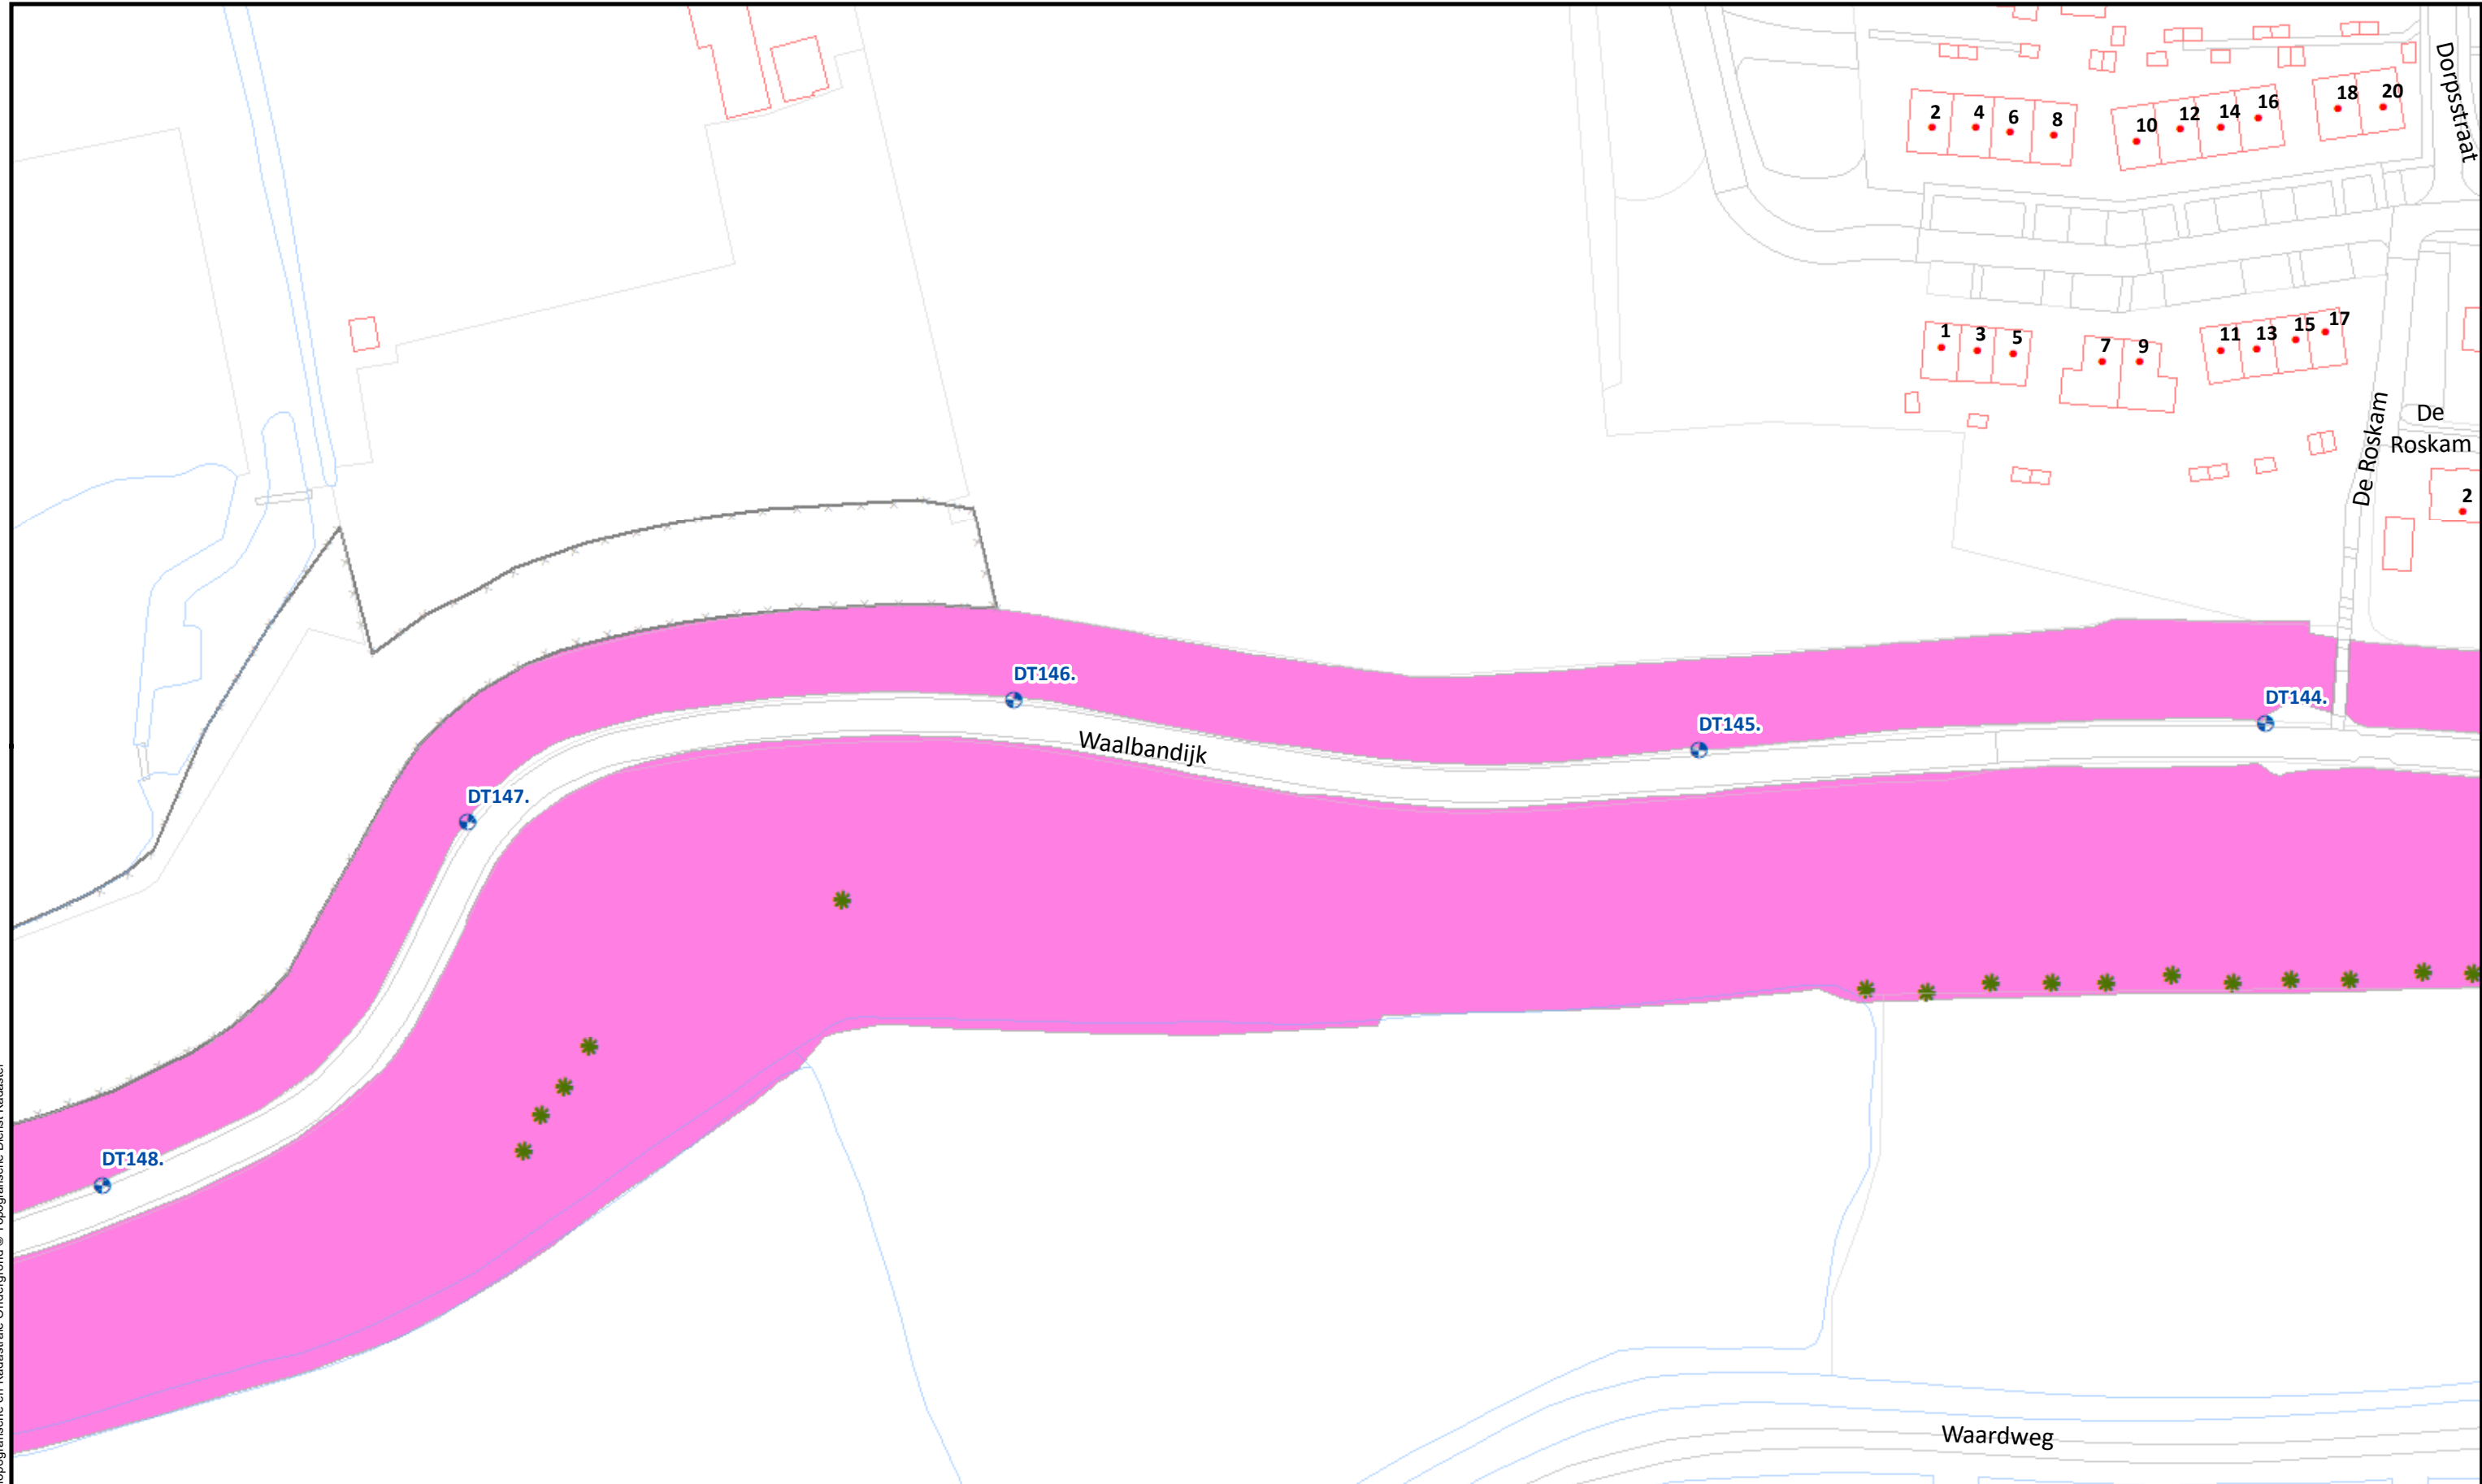 Dorpsstraat
2 4 6 8 10 12 14 16 18 20
1 3 5 7 9 11 13 15 17
De Roskam
De
Roskam
2
DT146.
DT145.
DT144.
Waalbandijk
DT147.
DT148.
Waardweg